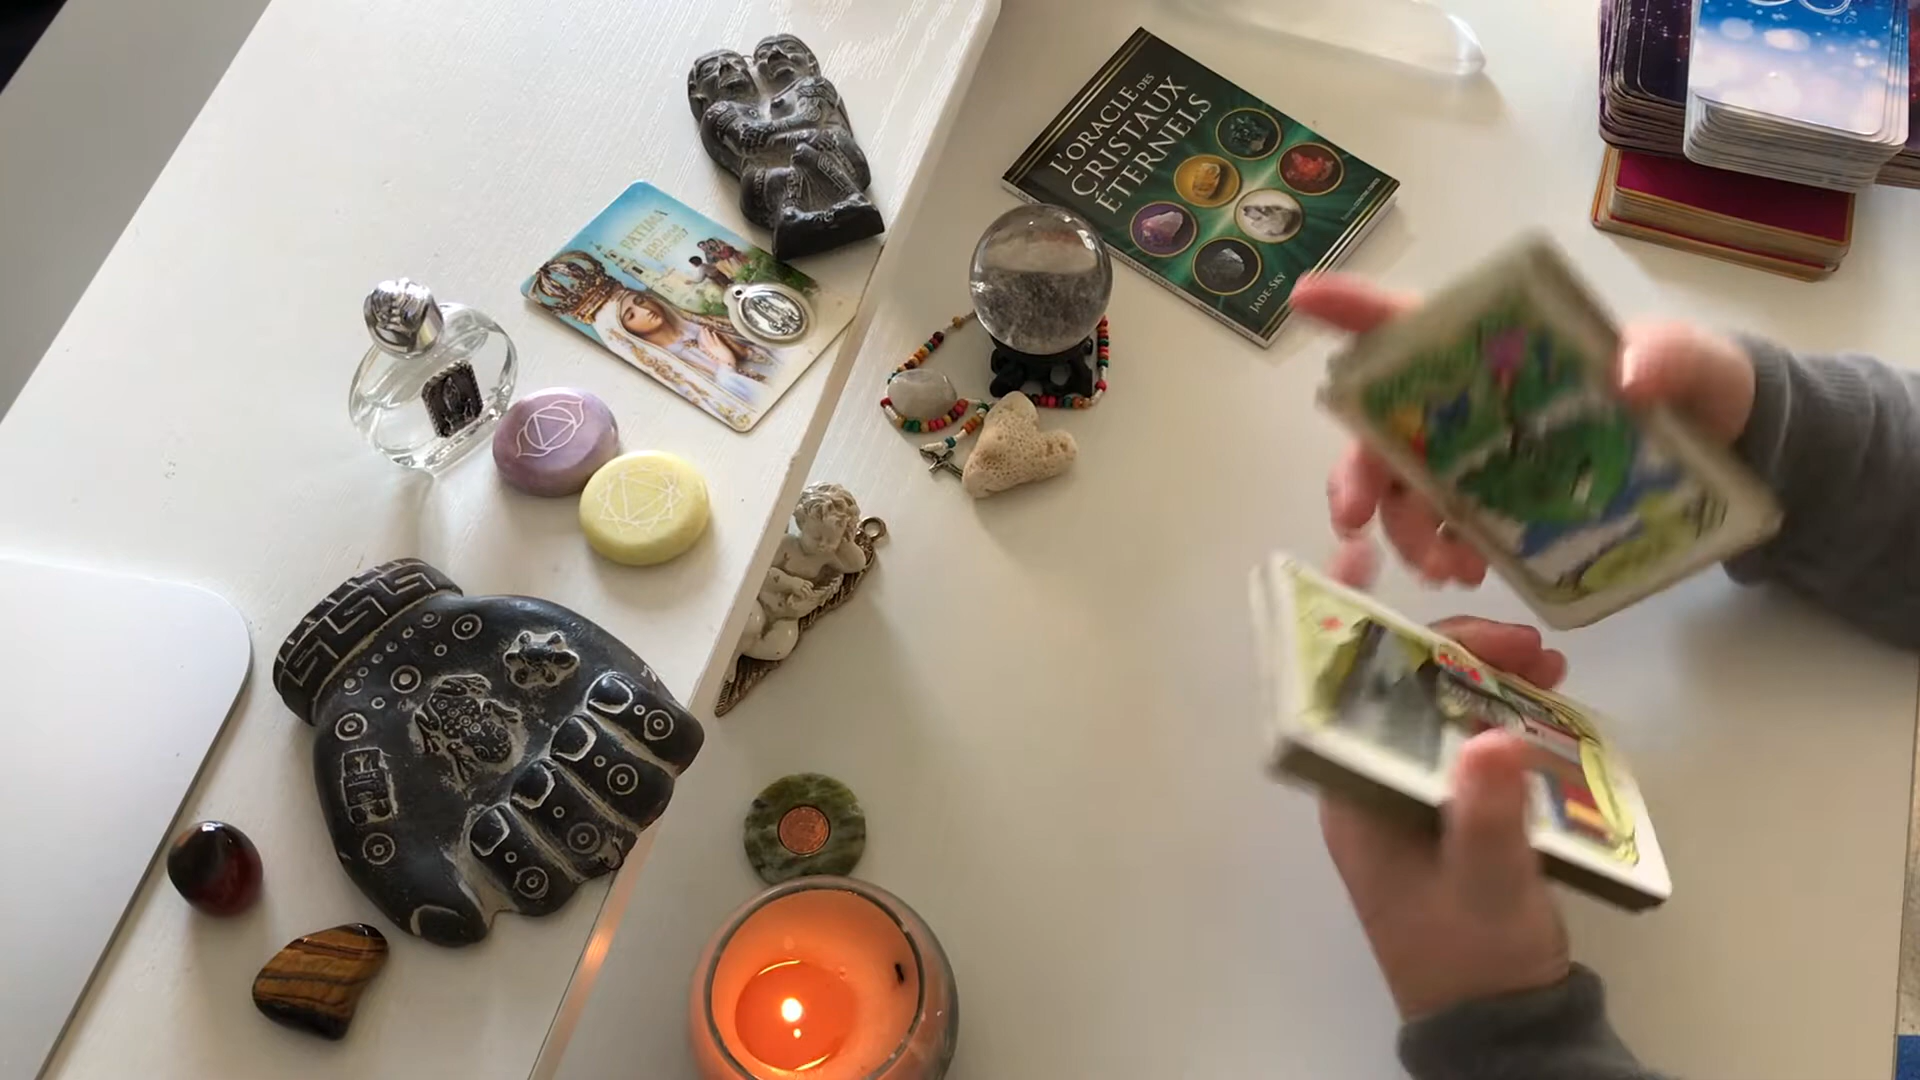 L'ORACLE DES
CRISTAUX
ÉTERNELS
JADE-SKY
FATIMA